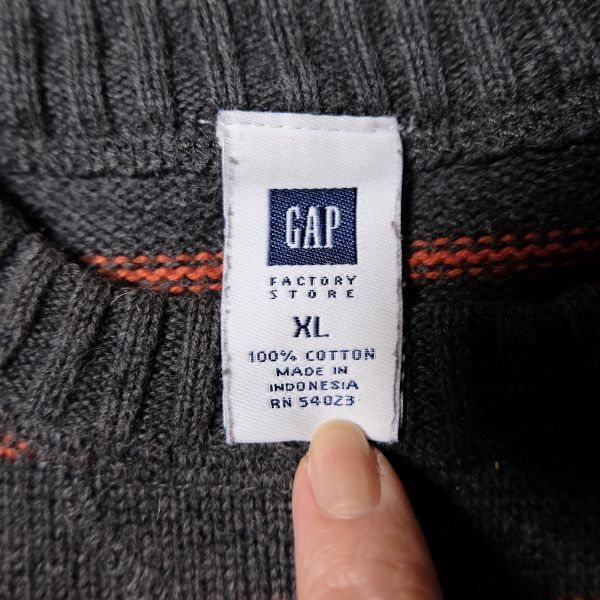 GAP
FACTORY
STORE
XL
100% COTTON
MADE IN
INDONESIA
RN 54023